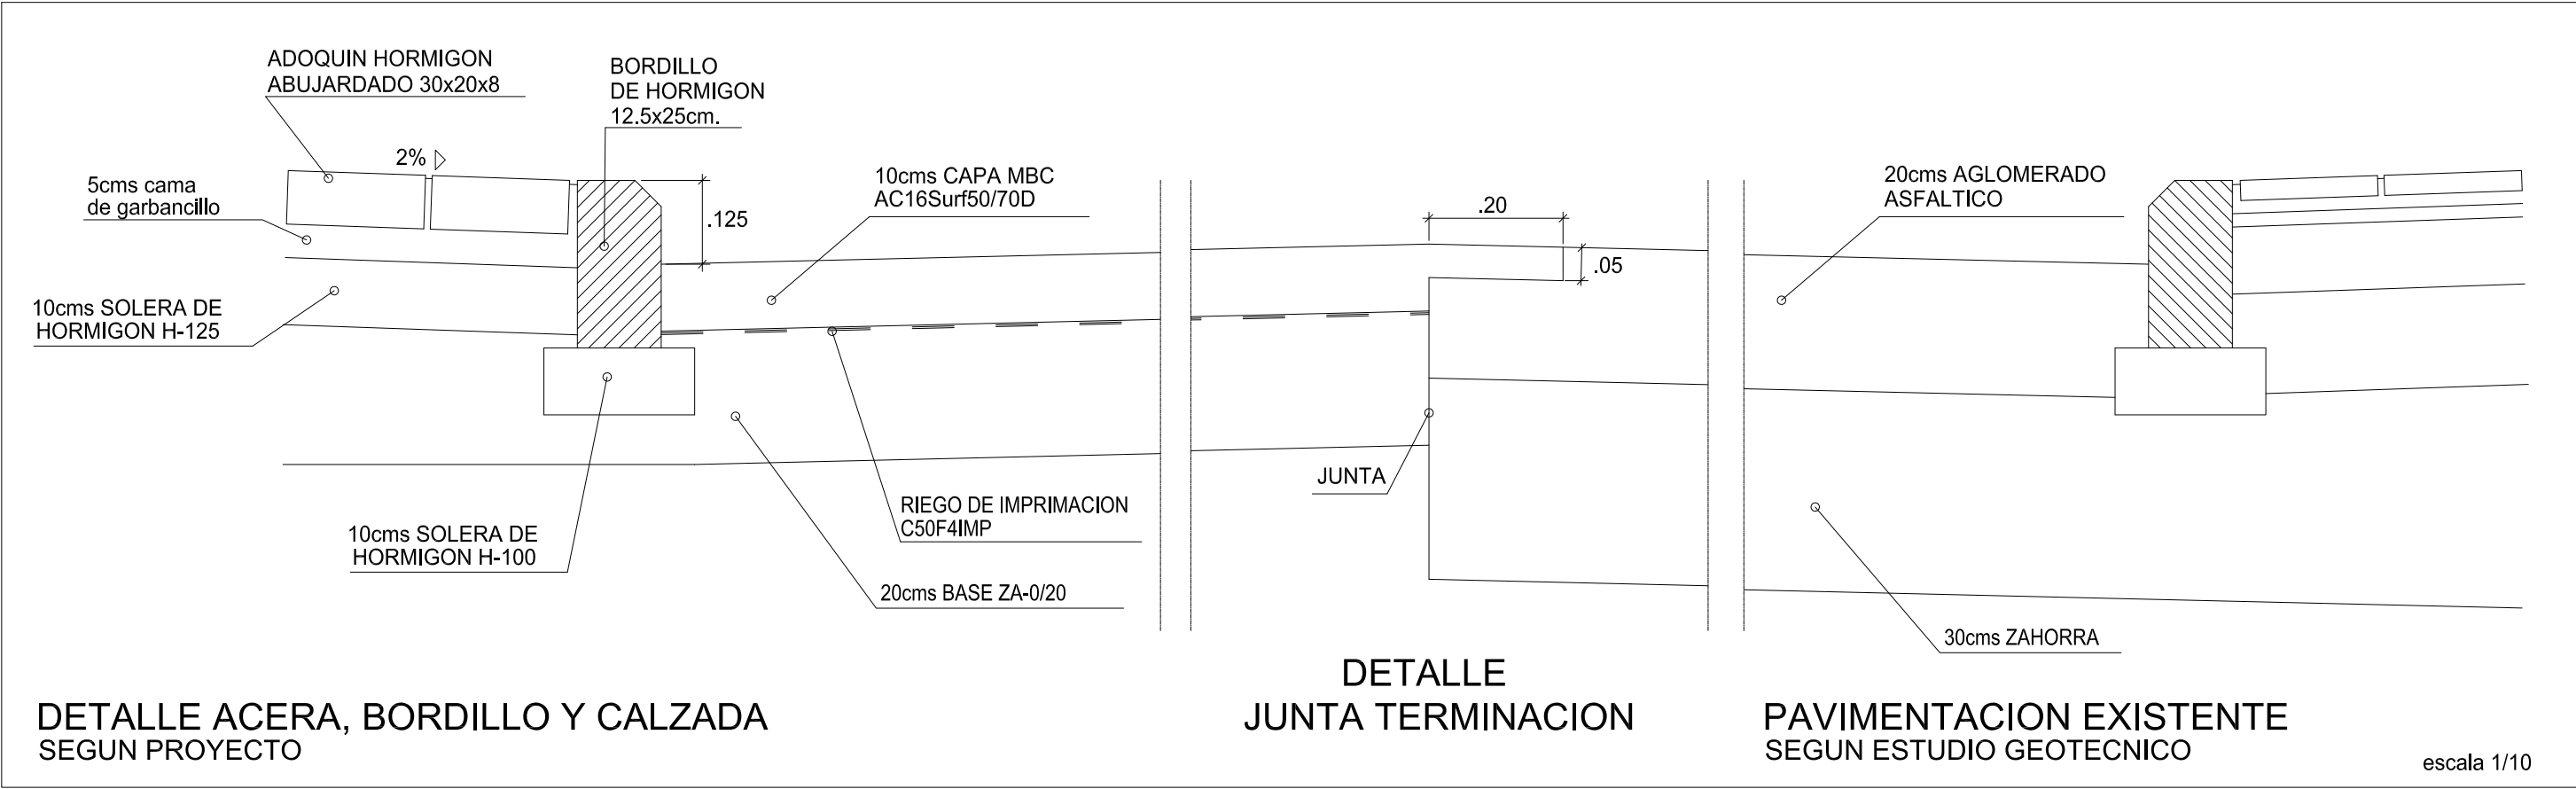 ADOQUIN HORMIGON
ABUJARDADO 30x20x8
BORDILLO
DE HORMIGON
12.5x25cm.
2%
5cms cama
de garbancillo
.125
10cms CAPA MBC
AC16Surf50/70D
.20
.05
20cms AGLOMERADO
ASFALTICO
10cms SOLERA DE
HORMIGON H-125
JUNTA
RIEGO DE IMPRIMACION
C50F4IMP
10cms SOLERA DE
HORMIGON H-100
20cms BASE ZA-0/20
30cms ZAHORRA
DETALLE ACERA, BORDILLO Y CALZADA
SEGUN PROYECTO
DETALLE
JUNTA TERMINACION
PAVIMENTACION EXISTENTE
SEGUN ESTUDIO GEOTECNICO
escala 1/10